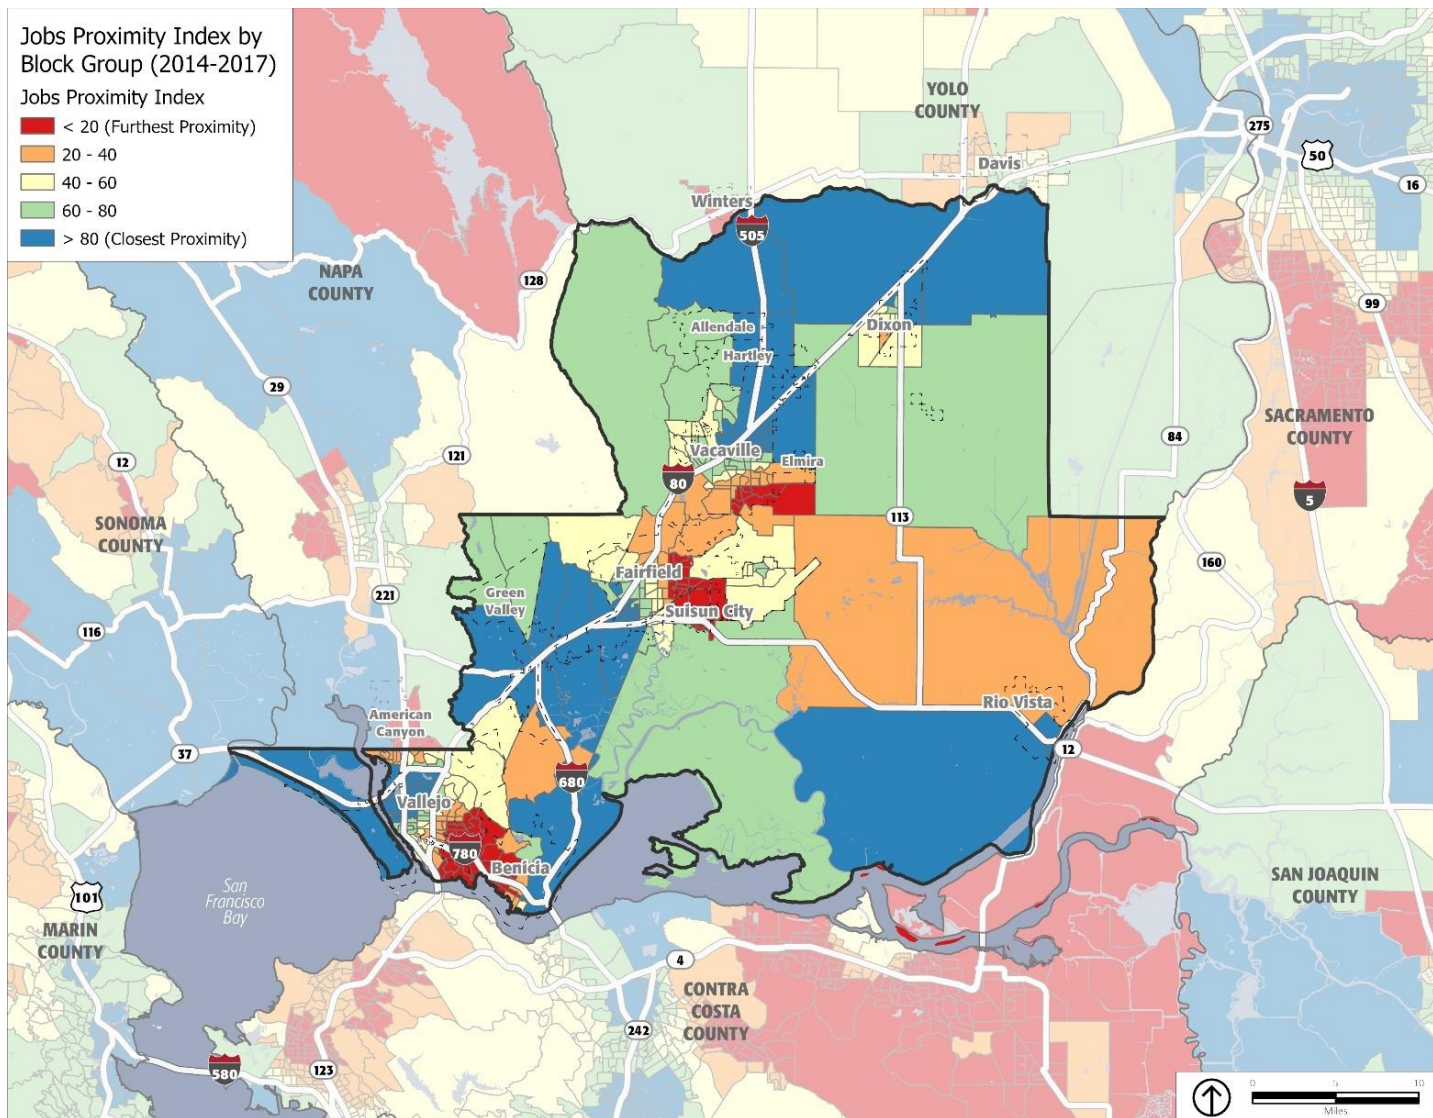 Jobs Proximity Index by
Block Group (2014-2017)
Jobs Proximity Index
< 20 (Furthest Proximity)
20 - 40
40 - 60
60 - 80
> 80 (Closest Proximity)
YOLO
COUNTY
275
50
16
Davis
Winters
505
NAPA
COUNTY
128
99
Allendale
Dixon
Hartley
29
SACRAMENTO
COUNTY
84
121
12
Vacaville
Elmira
80
5
SONOMA
COUNTY
113
160
Fairfield
221
Green
Valley
Suisun City
116
Rio Vista
American
Canyon
37
12
680
Vallejo
780
Benicia
San
Francisco
Bay
101
MARIN
COUNTY
SAN JOAQUIN
COUNTY
4
CONTRA
COSTA
COUNTY
242
123
580
0 5 10
Miles